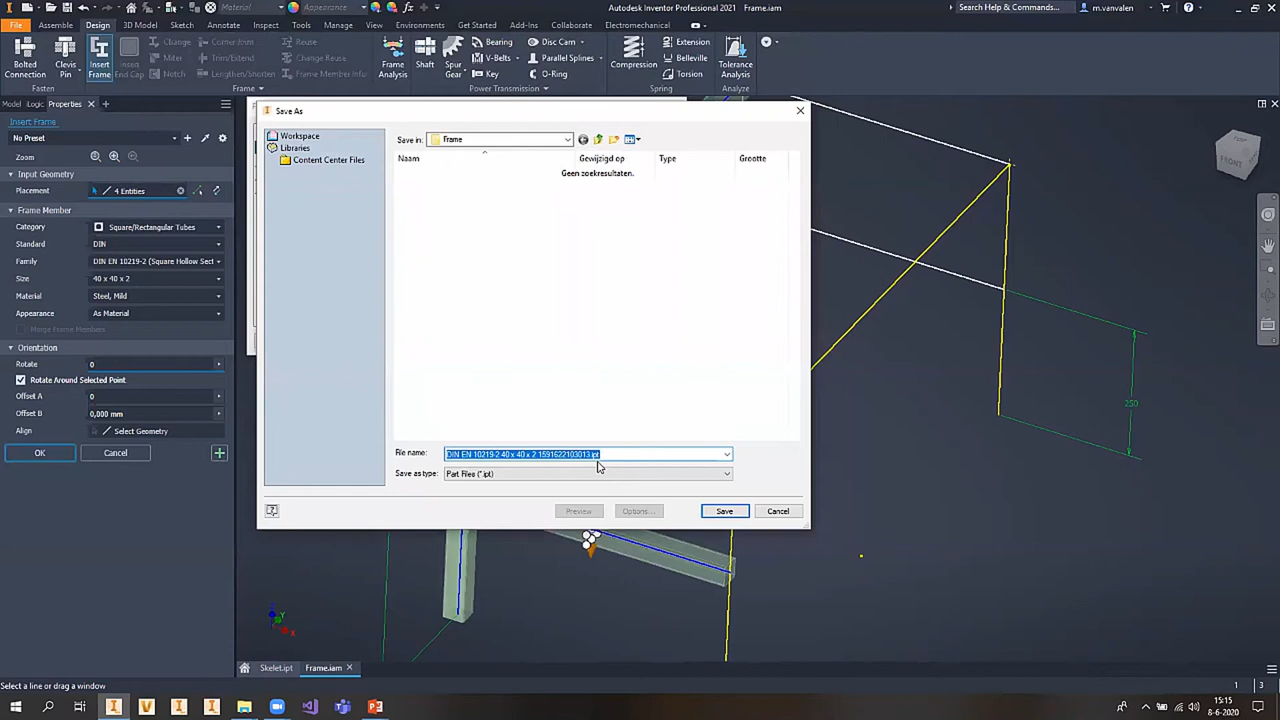 Material
Appearance
Autodesk Inventor Professional 2021
Frame.iam
Search Help & Commands...
m.vanvalen
File
Assemble
Design
3D Model
Sketch
Annotate
Inspect
Tools
Manage
View
Environments
Get Started
Add-Ins
Collaborate
Electromechanical
Bolted Connection
Clevis Pin
Insert Frame
Insert End Cap
Change
Miter
Notch
CornerJoint
Trim/Extend
Lengthen/Shorten
Reuse
Change Reuse
Frame Member Info
Frame Analysis
Shaft
Spur Gear
Bearing
V-Belts
Key
Disc Cam
Parallel Splines
O-Ring
Compression
Extension
Belleville
Torsion
Tolerance Analysis
Fasten
Frame
Power Transmission
Spring
Analyze
Model
iLogic
Properties
Insert Frame
No Preset
Zoom
Input Geometry
Placement
4 Entities
Frame Member
Category
Square/Rectangular Tubes
Standard
DIN
Family
DIN EN 10219-2 (Square Hollow Sect
Size
40 x 40 x 2
Material
Steel, Mild
Appearance
As Material
Merge Frame Members
Orientation
Rotate
0
Rotate Around Selected Point
Offset A
0
Offset B
0,000 mm
Align
Select Geometry
OK
Cancel
Save As
Workspace
Libraries
Content Center Files
Save in:
Frame
Naam
Gewijzigd op
Type
Grootte
Geen zoekresultaten.
File name:
DIN EN 10219-2 40 x 40 x 2 1591622103013.ipt
Save as type:
Part Files (*.ipt)
Preview
Options...
Save
Cancel
FRONT
250
Z
Y
X
Skelet.ipt
Frame.iam
Select a line or drag a window
1
3
15:15
8-6-2020